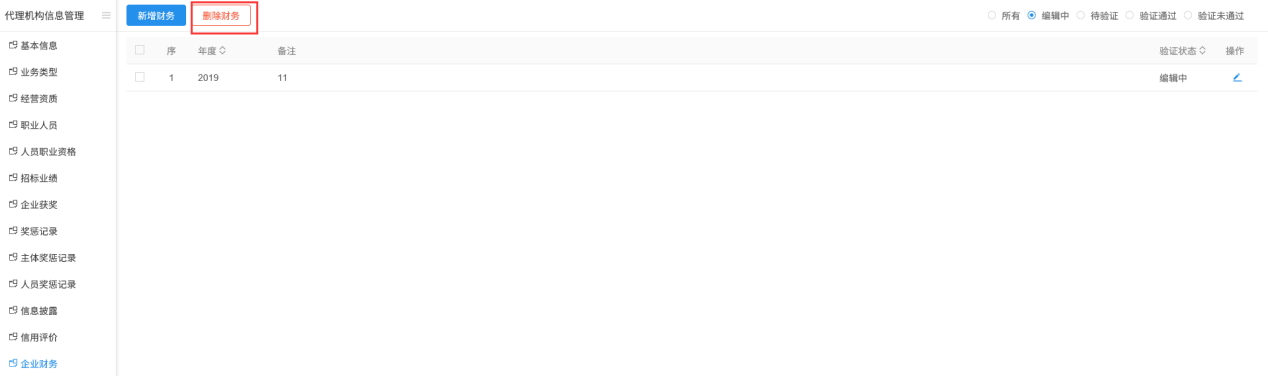 代理机构信息管理
新增财务 删除财务 所有 编辑中 待验证 验证通过 验证未通过
基本信息
业务类型
经营资质
职业人员
人员职业资格
招标业绩
企业获奖
奖惩记录
主体奖惩记录
人员奖惩记录
信息披露
信用评价
企业财务
序 年度 备注 验证状态 操作
1 2019 11 编辑中